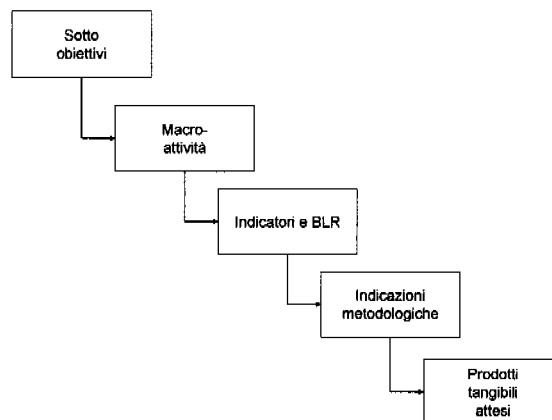 Sotto
obiettivi
Macro-
attività
Indicatori e BLR
Indicazioni
metodologiche
Prodotti
tangibili
attesi